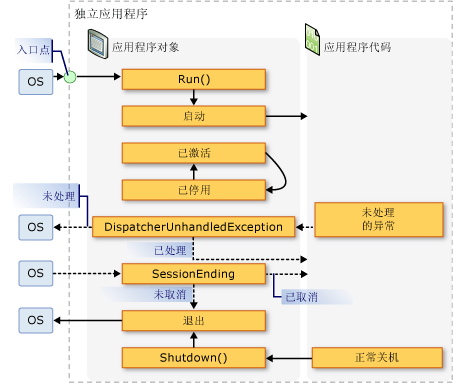 独立应用程序
入口点
应用程序对象
应用程序代码
OS
Run()
启动
已激活
已停用
未处理
未处理
的异常
OS
DispatcherUnhandledException
已处理
OS
SessionEnding
未取消
已取消
OS
退出
Shutdown()
正常关机